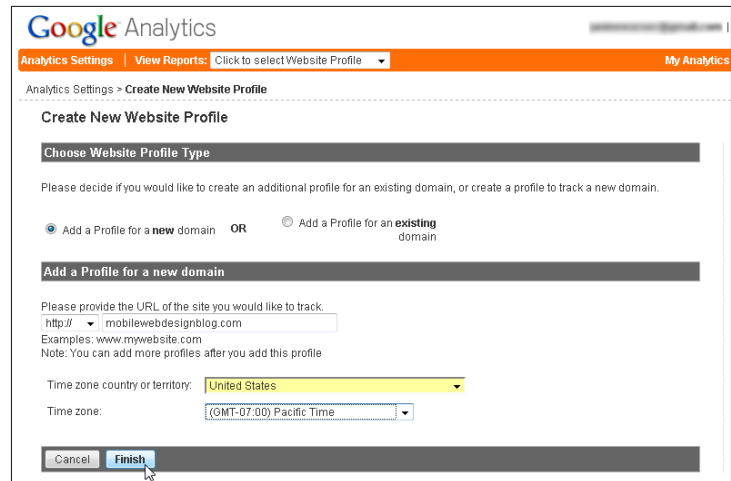 Google Analytics
Analytics Settings | View Reports: Click to select Website Profile My Analytics
Analytics Settings > Create New Website Profile
Create New Website Profile
Choose Website Profile Type
Please decide if you would like to create an additional profile for an existing domain, or create a profile to track a new domain.
Add a Profile for a new domain OR Add a Profile for an existing
domain
Add a Profile for a new domain
Please provide the URL of the site you would like to track.
http:// mobilewebdesignblog.com
Examples: www.mywebsite.com
Note: You can add more profiles after you add this profile
Time zone country or territory: United States
Time zone: (GMT-07:00) Pacific Time
Cancel Finish